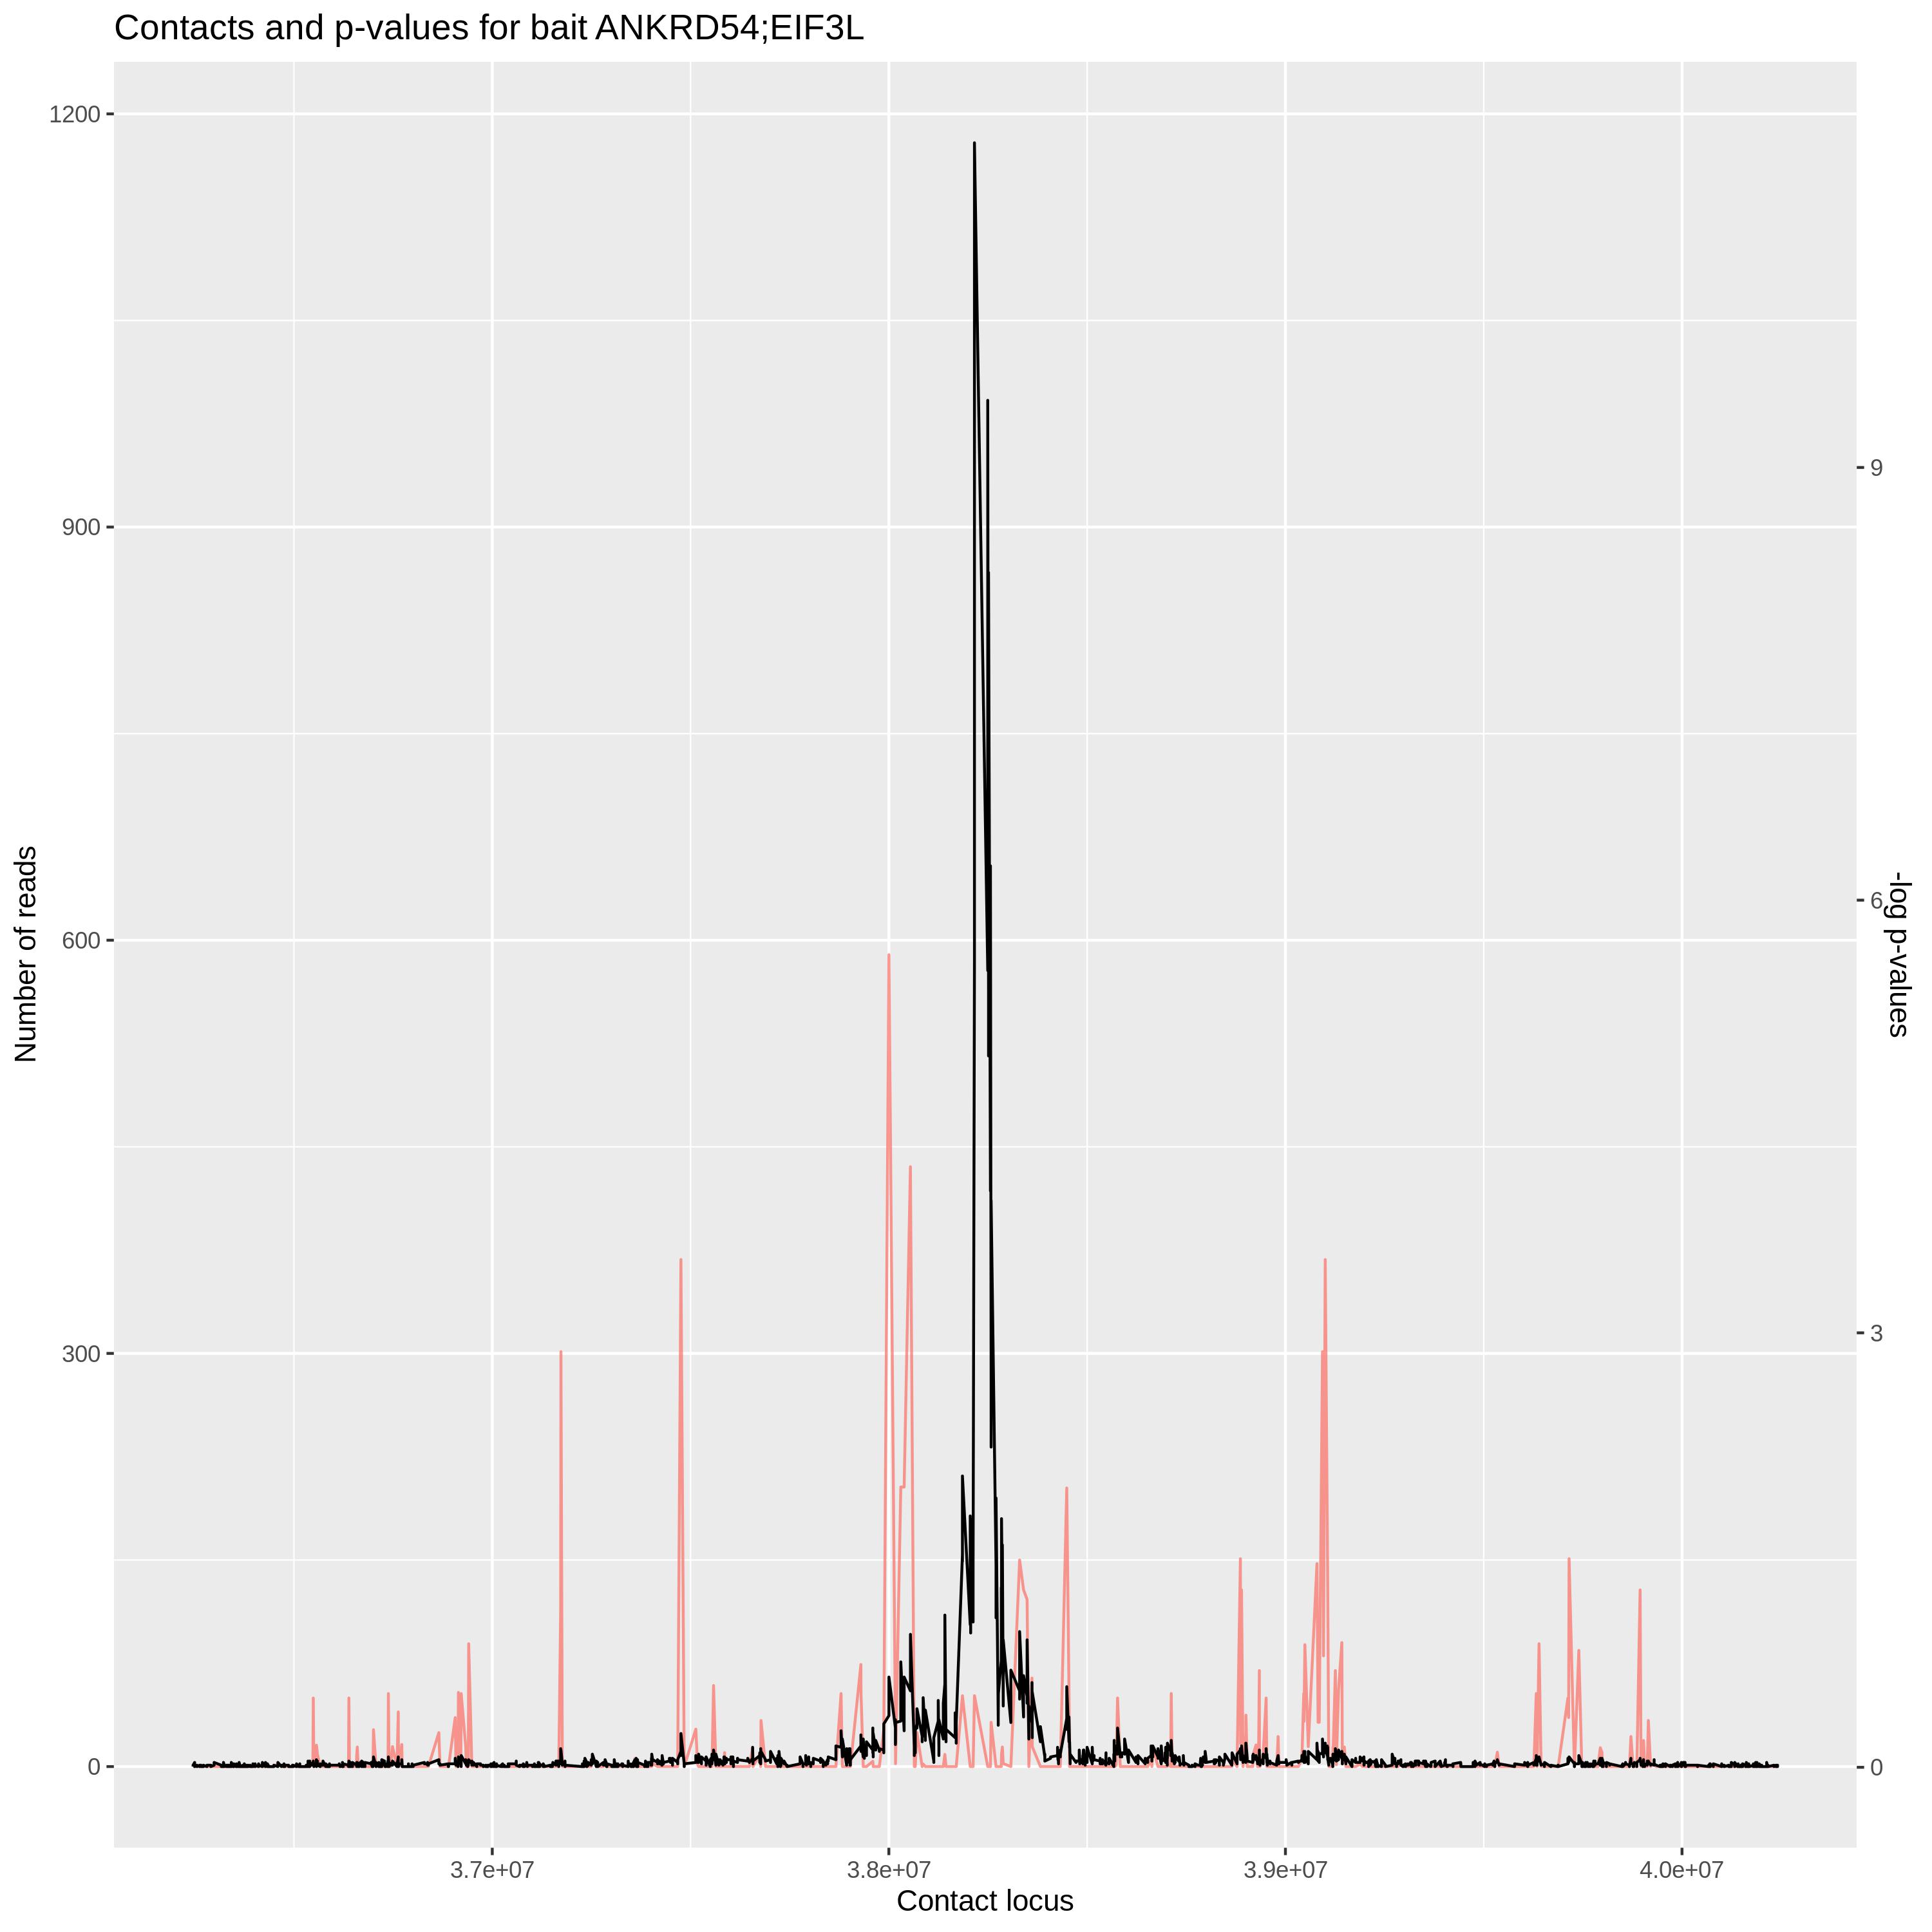 Contacts and p-values for bait ANKRD54;EIF3L
1200
900
600
300
0
Number of reads
9
6
3
0
-log p-values
3.7e+07 3.8e+07 3.9e+07 4.0e+07
Contact locus